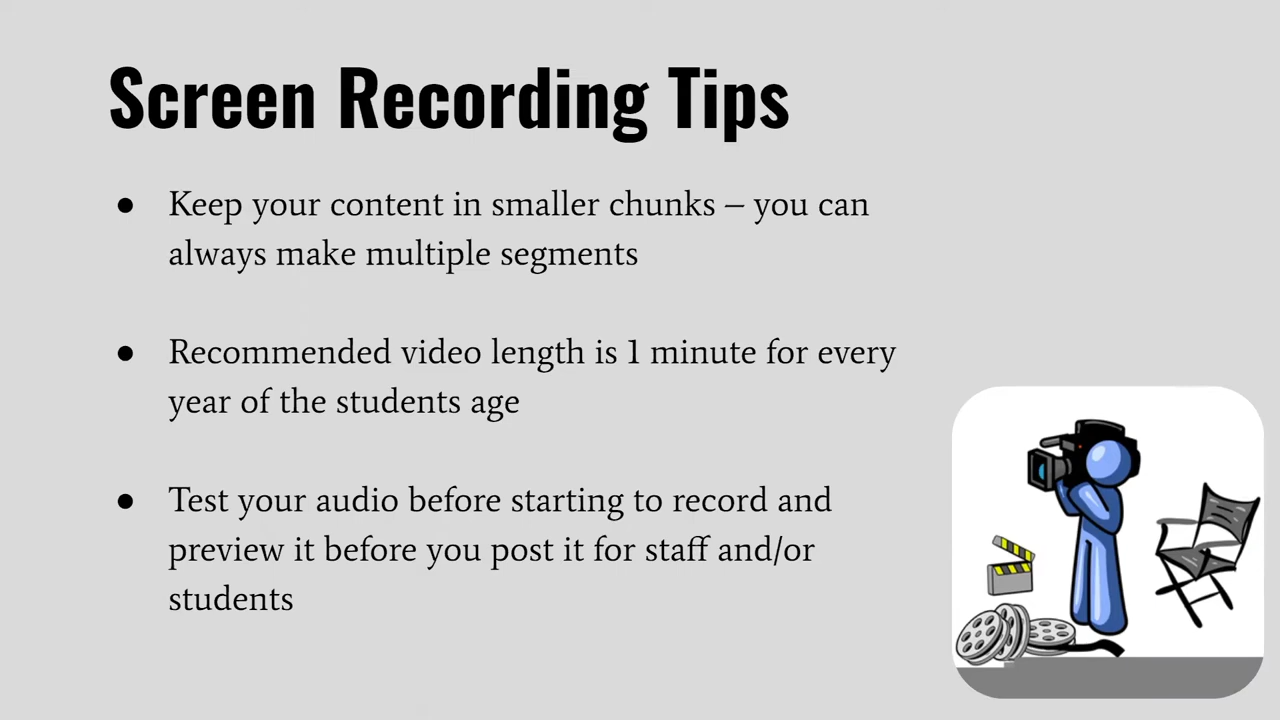 Screen Recording Tips
● Keep your content in smaller chunks – you can
always make multiple segments
● Recommended video length is 1 minute for every
year of the students age
● Test your audio before starting to record and
preview it before you post it for staff and/or
students